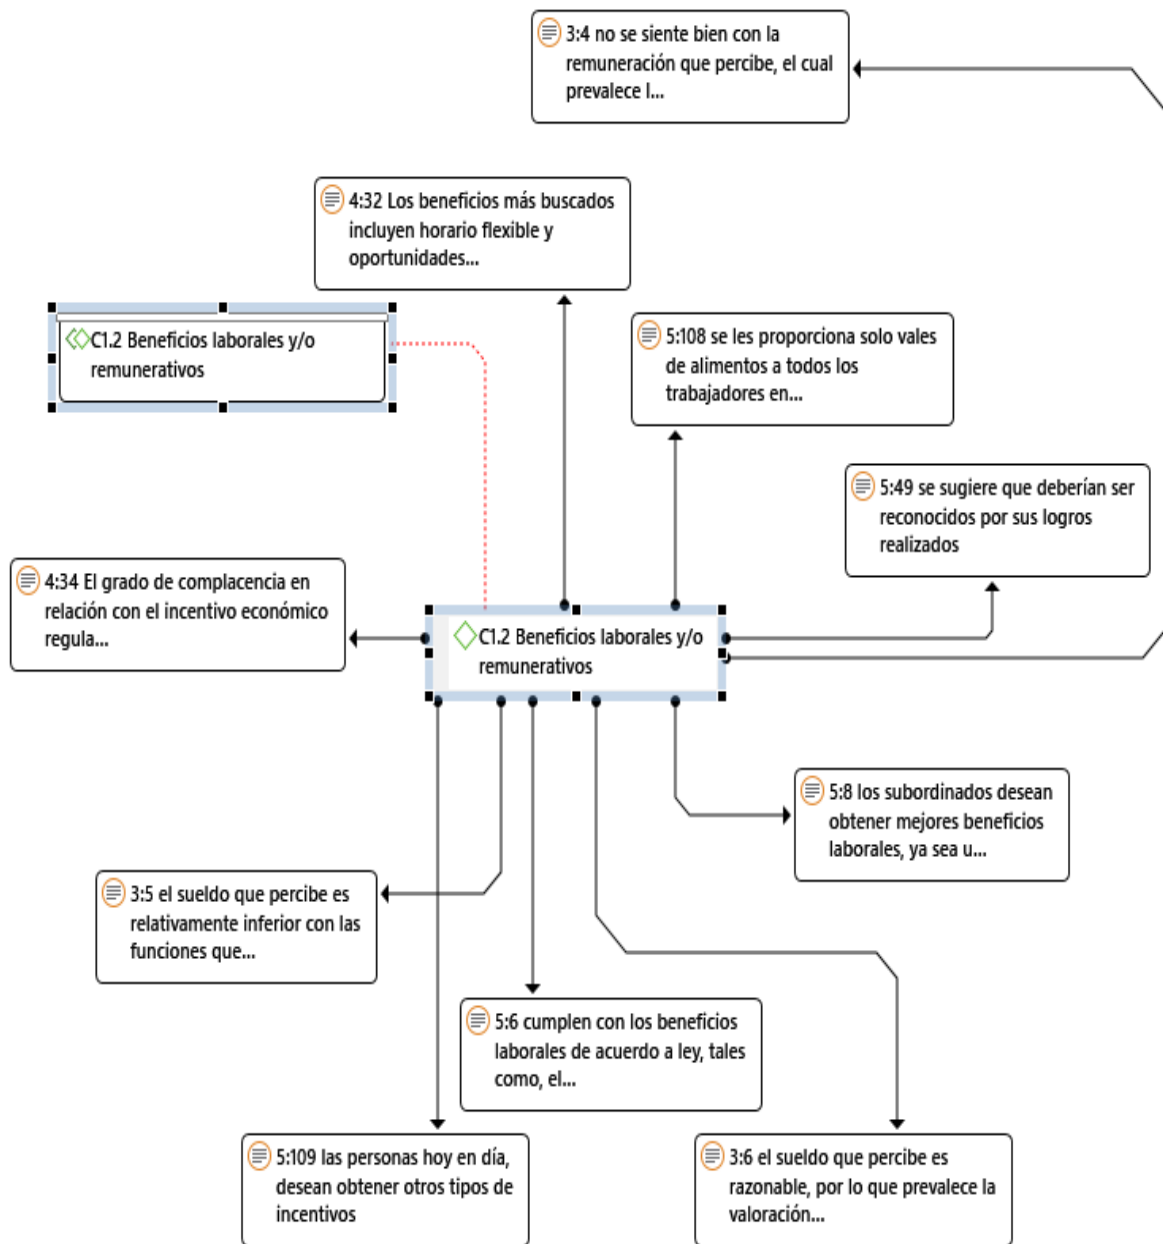 3:4 no se siente bien con la
remuneración que percibe, el cual
prevalece l...
4:32 Los beneficios más buscados
incluyen horario flexible y
oportunidades...
C1.2 Beneficios laborales y/o
remunerativos
5:108 se les proporciona solo vales
de alimentos a todos los
trabajadores en...
5:49 se sugiere que deberían ser
reconocidos por sus logros
realizados
4:34 El grado de complacencia en
relación con el incentivo económico
regula...
C1.2 Beneficios laborales y/o
remunerativos
5:8 los subordinados desean
obtener mejores beneficios
laborales, ya sea u...
3:5 el sueldo que percibe es
relativamente inferior con las
funciones que...
5:6 cumplen con los beneficios
laborales de acuerdo a ley, tales
como, el...
5:109 las personas hoy en día,
desean obtener otros tipos de
incentivos
3:6 el sueldo que percibe es
razonable, por lo que prevalece la
valoración...